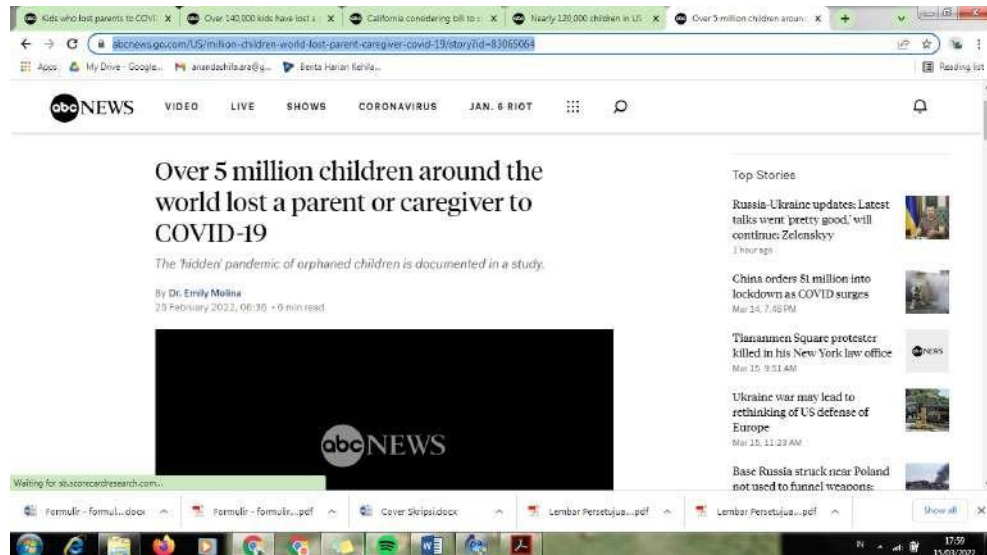 Kids who lost parents to COVI
Over 140,000 kids have lost a
California considering bill to
Nearly 120,000 children in US
Over 5 million children aroun
abcnews.go.com/US/million-children-world-lost-parent-caregiver-covid-19/story?id=83065064
Apps
My Drive - Google...
Reading list
abc NEWS
VIDEO
LIVE
SHOWS
CORONAVIRUS
JAN. 6 RIOT
Over 5 million children around the
world lost a parent or caregiver to
COVID-19
The 'hidden' pandemic of orphaned children is documented in a study.
By Dr. Emily Molina
25 February 2022, 06:36 • 6 min read
abc NEWS
Top Stories
Russia-Ukraine updates: Latest
talks went 'pretty good,' will
continue: Zelenskyy
1 hour ago
China orders 51 million into
lockdown as COVID surges
Mar 14, 7:48 PM
Tiananmen Square protester
killed in his New York law office
Mar 15, 9:51 AM
abc NEWS
Ukraine war may lead to
rethinking of US defense of
Europe
Mar 15, 11:23 AM
Base Russia struck near Poland
not used to funnel weapons:
Waiting for sb.scorecardresearch.com...
Formulir - formul....docx
Formulir - formulir....pdf
Cover Skripsi.docx
Lembar Persetujua....pdf
Lembar Persetujua....pdf
Show all
IN
17:59
15/03/2022